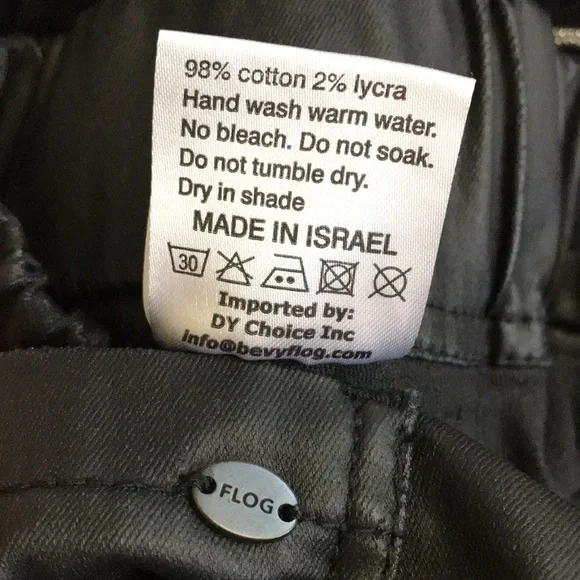 98% cotton 2% lycra
Hand wash warm water.
No bleach. Do not soak.
Do not tumble dry.
Dry in shade
MADE IN ISRAEL
30
Imported by:
DY Choice Inc
info@bevyflog.com
FLOG